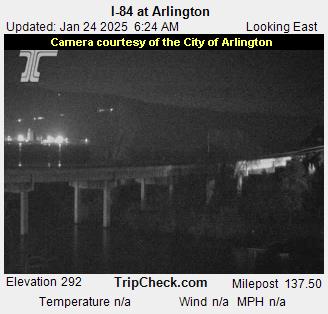 I-84 at Arlington
Updated: Jan 24 2025 6:24 AM Looking East
Camera courtesy of the City of Arlington
Elevation 292 TripCheck.com Milepost 137.50
Temperature n/a Wind n/a MPH n/a